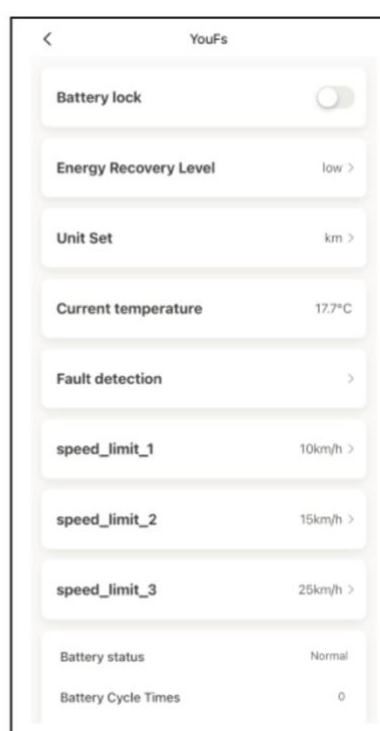 YouFs
Battery lock
Energy Recovery Level low >
Unit Set km >
Current temperature 17.7°C
Fault detection >
speed_limit_1 10km/h >
speed_limit_2 15km/h >
speed_limit_3 25km/h >
Battery status Normal
Battery Cycle Times 0